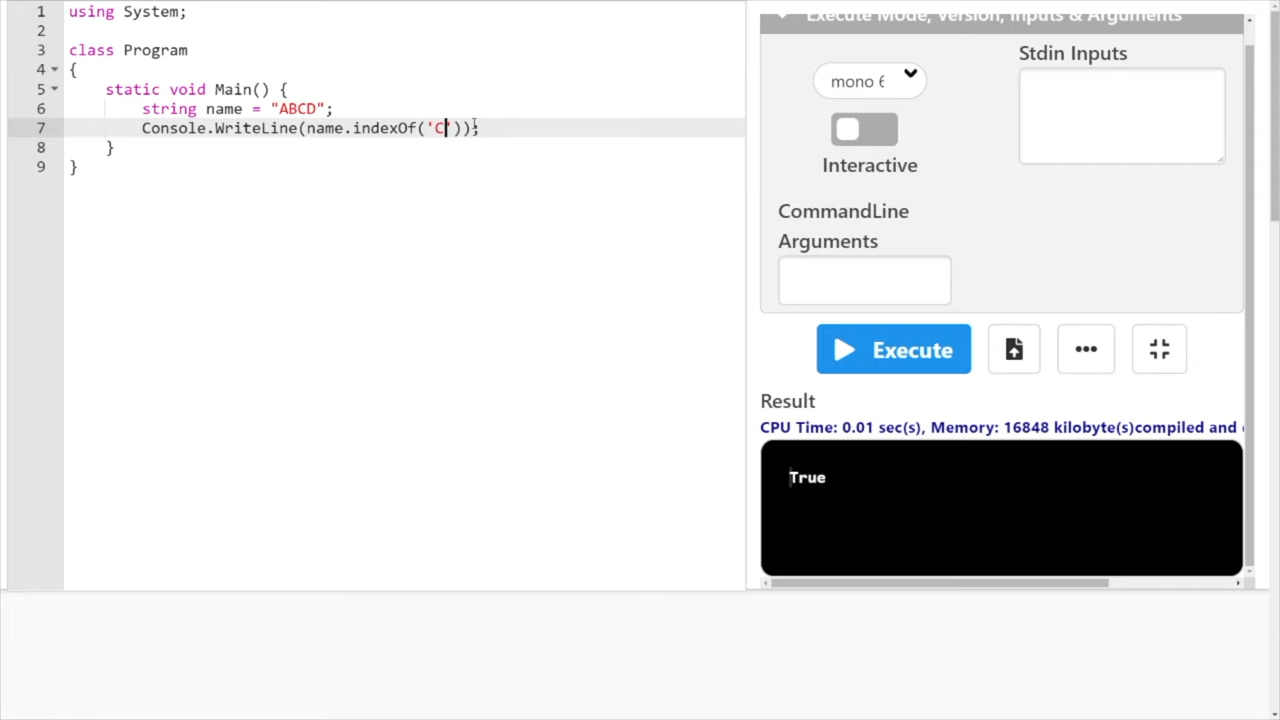 1 using System;
2
3 class Program
4 {
5 static void Main() {
6 string name = "ABCD";
7 Console.WriteLine(name.indexOf('C'));
8 }
9 }
Execute Mode, Version, Inputs & Arguments
mono 6
Interactive
Stdin Inputs
CommandLine
Arguments
Execute
Result
CPU Time: 0.01 sec(s), Memory: 16848 kilobyte(s)compiled and
True